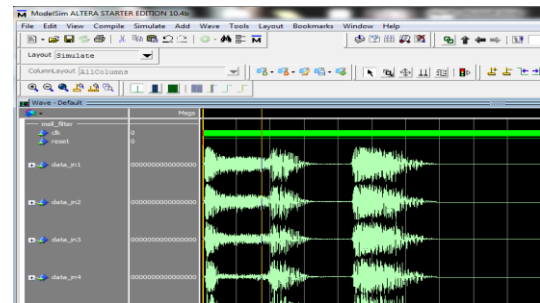 ModelSim ALTERA STARTER EDITION 10.4b
File Edit View Compile Simulate Add Wave Tools Layout Bookmarks Window Help
Layout Simulate
ColumnLayout AllColumns
Wave - Default
Msgs
clk 0
reset 0
data_in1 0000000000000000
data_in2 0000000000000000
data_in3 0000000000000000
data_in4 0000000000000000